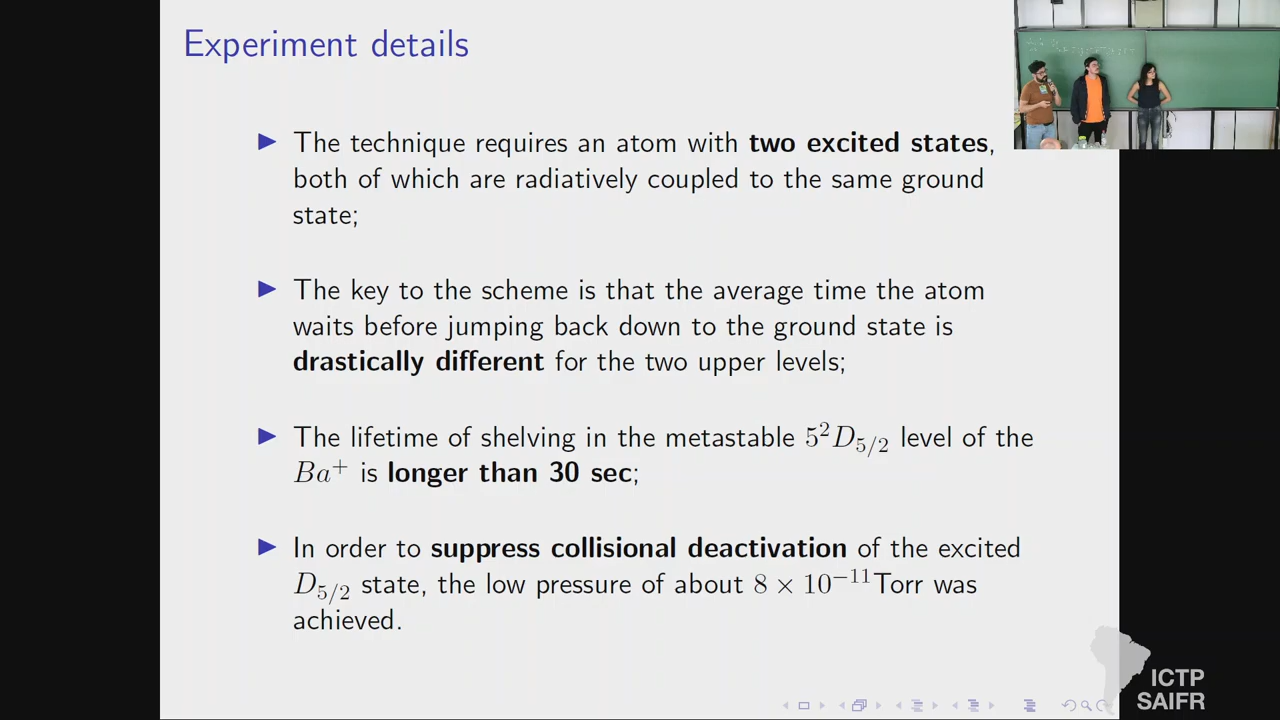 Experiment details
The technique requires an atom with two excited states,
both of which are radiatively coupled to the same ground
state;
The key to the scheme is that the average time the atom
waits before jumping back down to the ground state is
drastically different for the two upper levels;
The lifetime of shelving in the metastable 5²D₅/₂ level of the
Ba⁺ is longer than 30 sec;
In order to suppress collisional deactivation of the excited
D₅/₂ state, the low pressure of about 8 × 10⁻¹¹Torr was
achieved.
ICTP
SAIFR